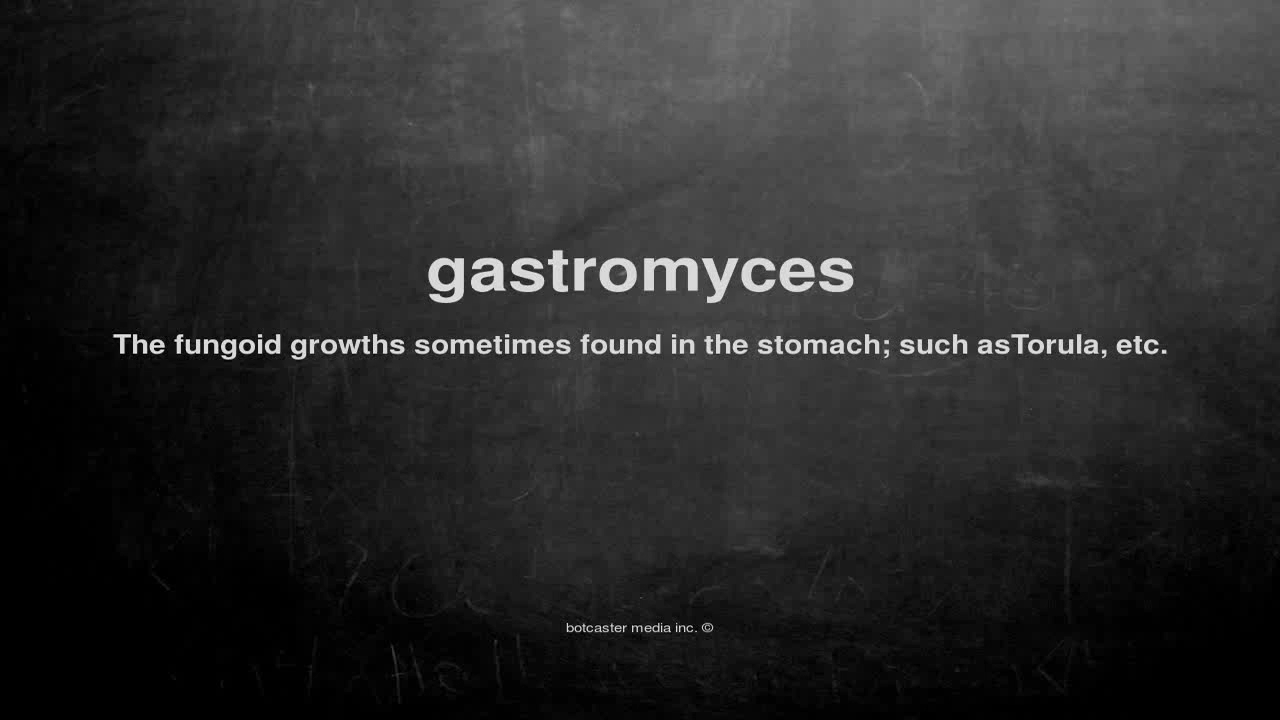 gastromyces
The fungoid growths sometimes found in the stomach; such asTorula, etc.
botcaster media inc. ©